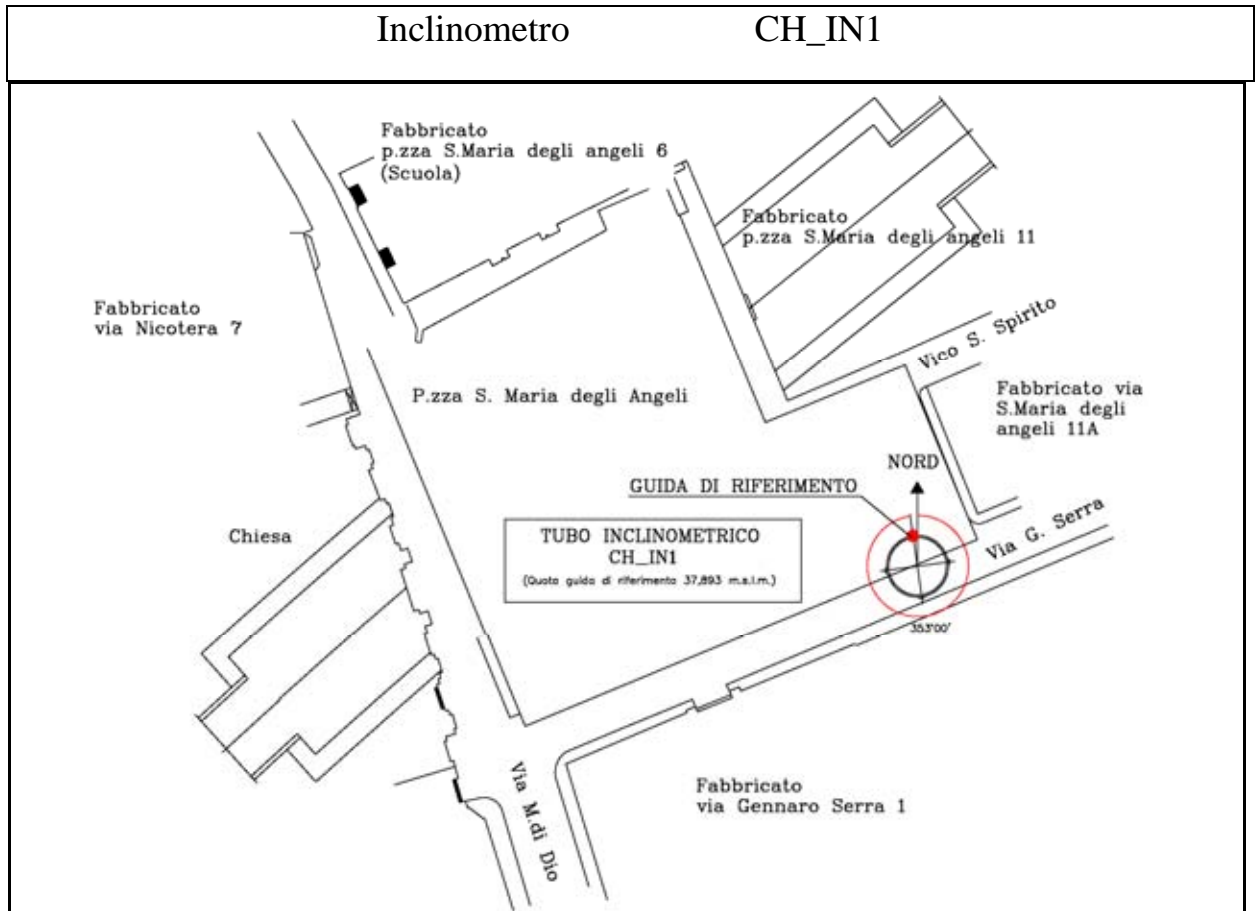 Inclinometro CH_IN1
Fabbricato
p.zza S.Maria degli angeli 6
(Scuola)
Fabbricato
p.zza S.Maria degli angeli 11
Fabbricato
via Nicotera 7
Vico S. Spirito
P.zza S. Maria degli Angeli
Fabbricato via
S.Maria degli
angeli 11A
NORD
GUIDA DI RIFERIMENTO
Chiesa
TUBO INCLINOMETRICO
CH_IN1
(Quota guida di riferimento 37,893 m.s.l.m.)
Via G. Serra
353°00'
Via M.di Dio
Fabbricato
via Gennaro Serra 1